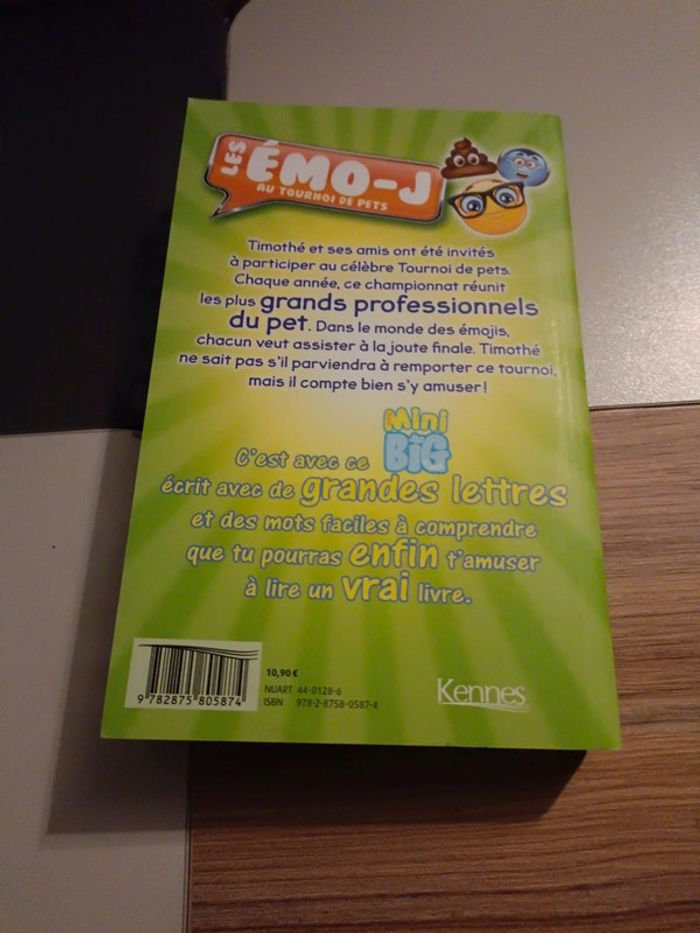 LES
ÉMO-J
AU TOURNOI DE PETS
Timothé et ses amis ont été invités
à participer au célèbre Tournoi de pets.
Chaque année, ce championnat réunit
les plus grands professionnels
du pet. Dans le monde des émojis,
chacun veut assister à la joute finale. Timothé
ne sait pas s'il parviendra à remporter ce tournoi,
mais il compte bien s'y amuser!
Mini
BIG
C'est avec ce
écrit avec de grandes lettres
et des mots faciles à comprendre
que tu pourras enfin t'amuser
à lire un vrai livre.
10,90 €
NUART 44-0128-6
ISBN 978-2-8758-0587-4
9 782875 805874
Kennes